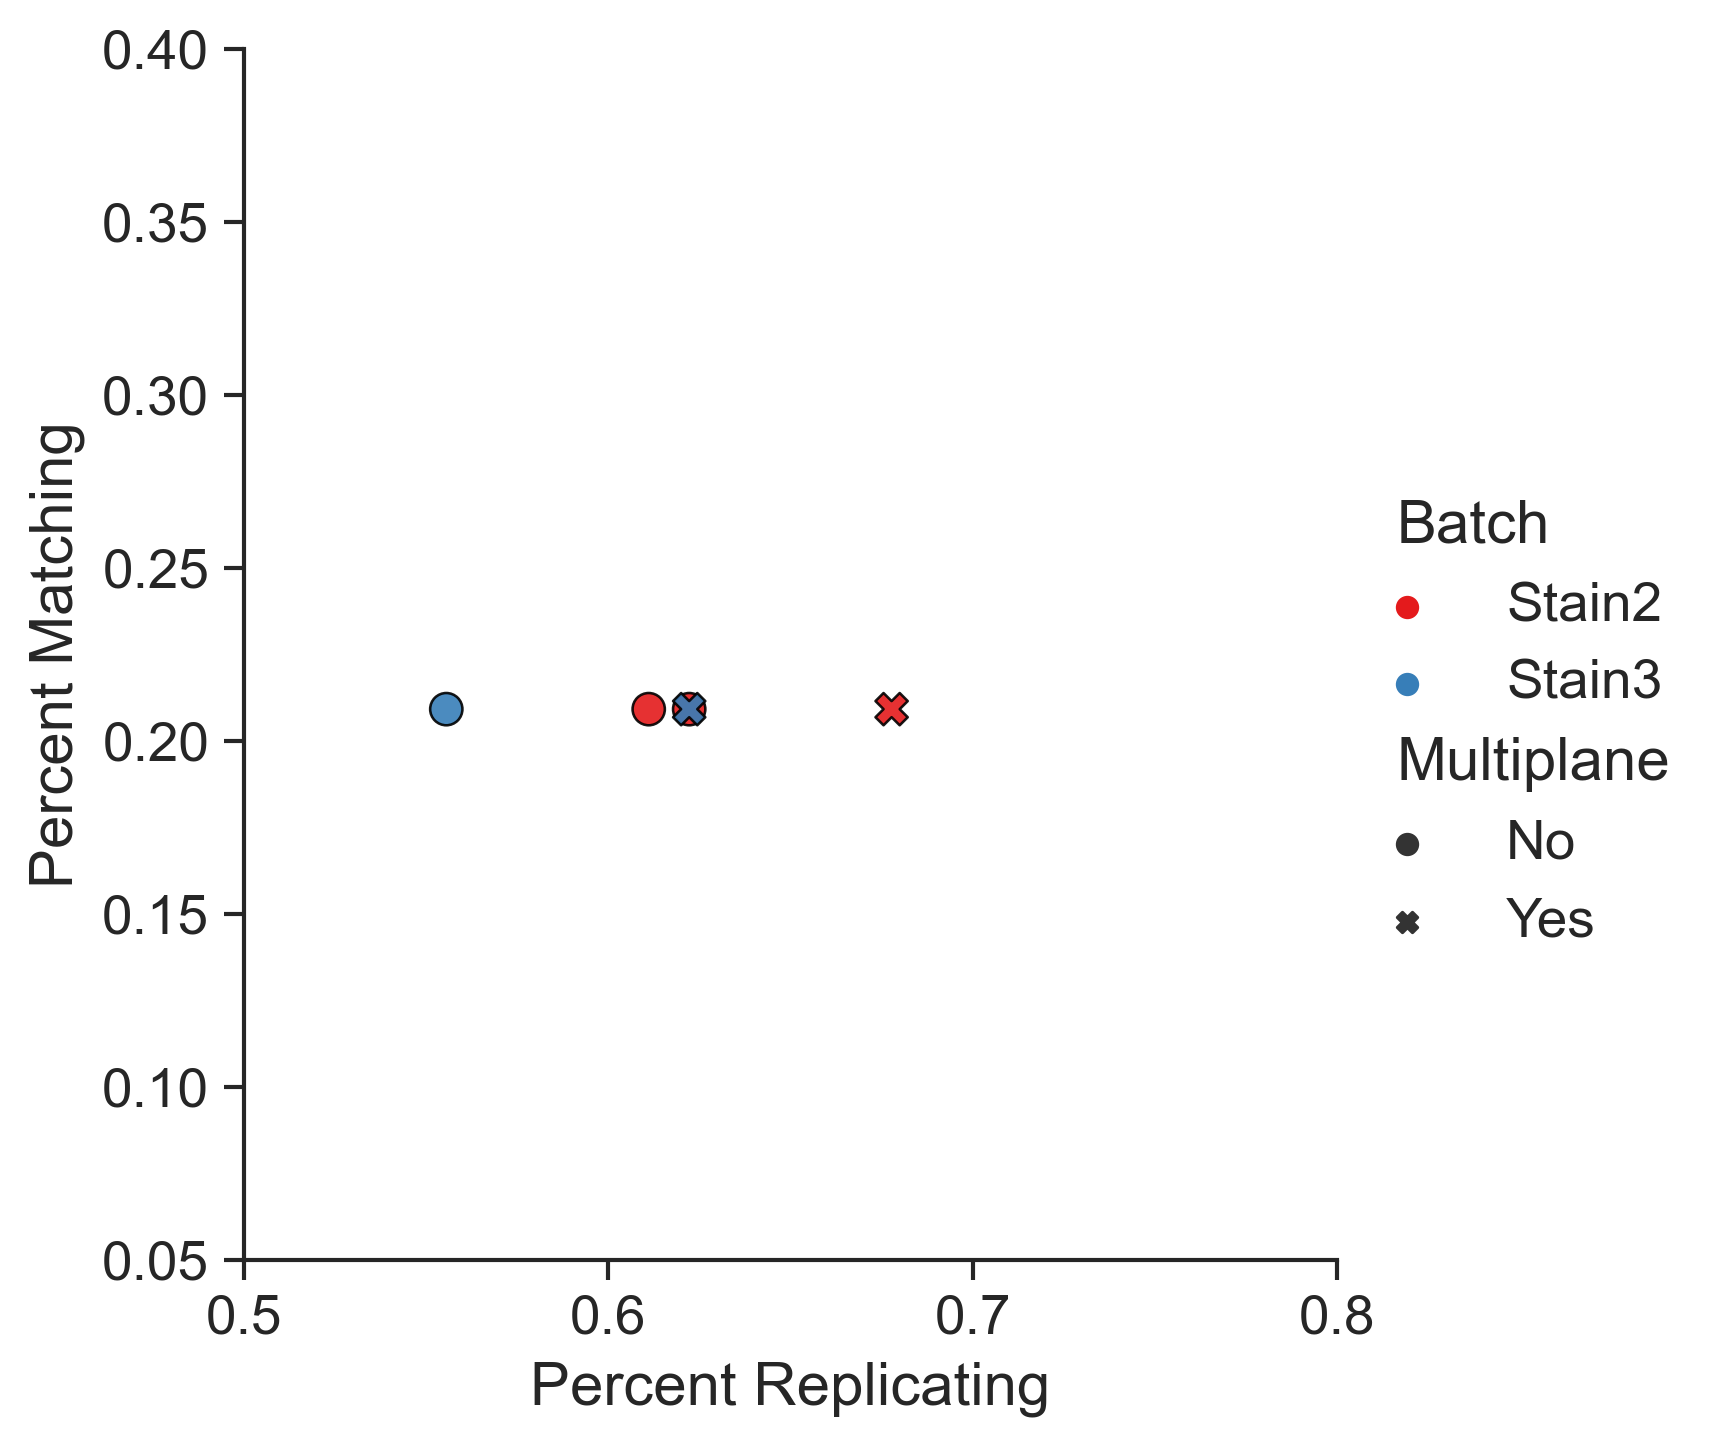 0.40
0.35
0.30
0.25
0.20
0.15
0.10
0.05
Percent Matching
0.5 0.6 0.7 0.8
Percent Replicating
Batch
Stain2
Stain3
Multiplane
No
Yes